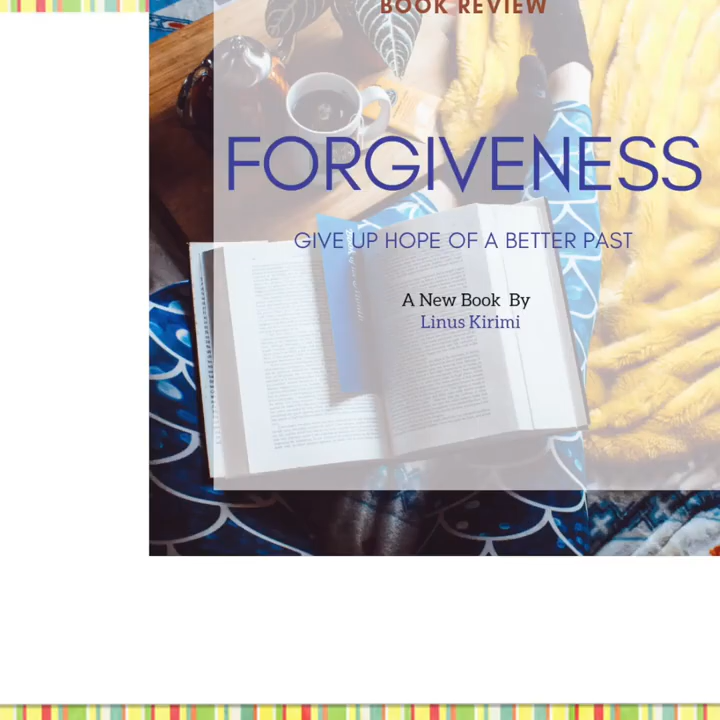 BOOK REVIEW
FORGIVENESS
GIVE UP HOPE OF A BETTER PAST
A New Book By
Linus Kirimi